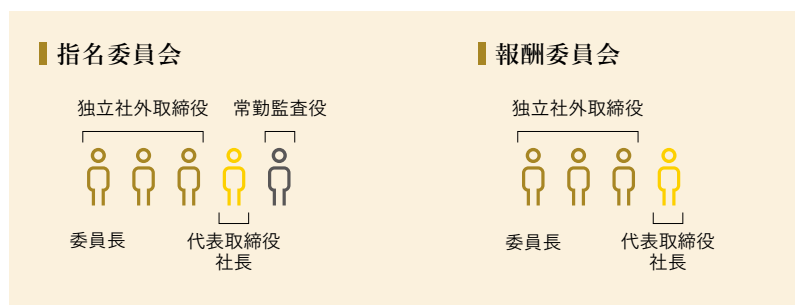 指名委員会
独立社外取締役
常勤監査役
委員長
代表取締役
社長
報酬委員会
独立社外取締役
委員長
代表取締役
社長